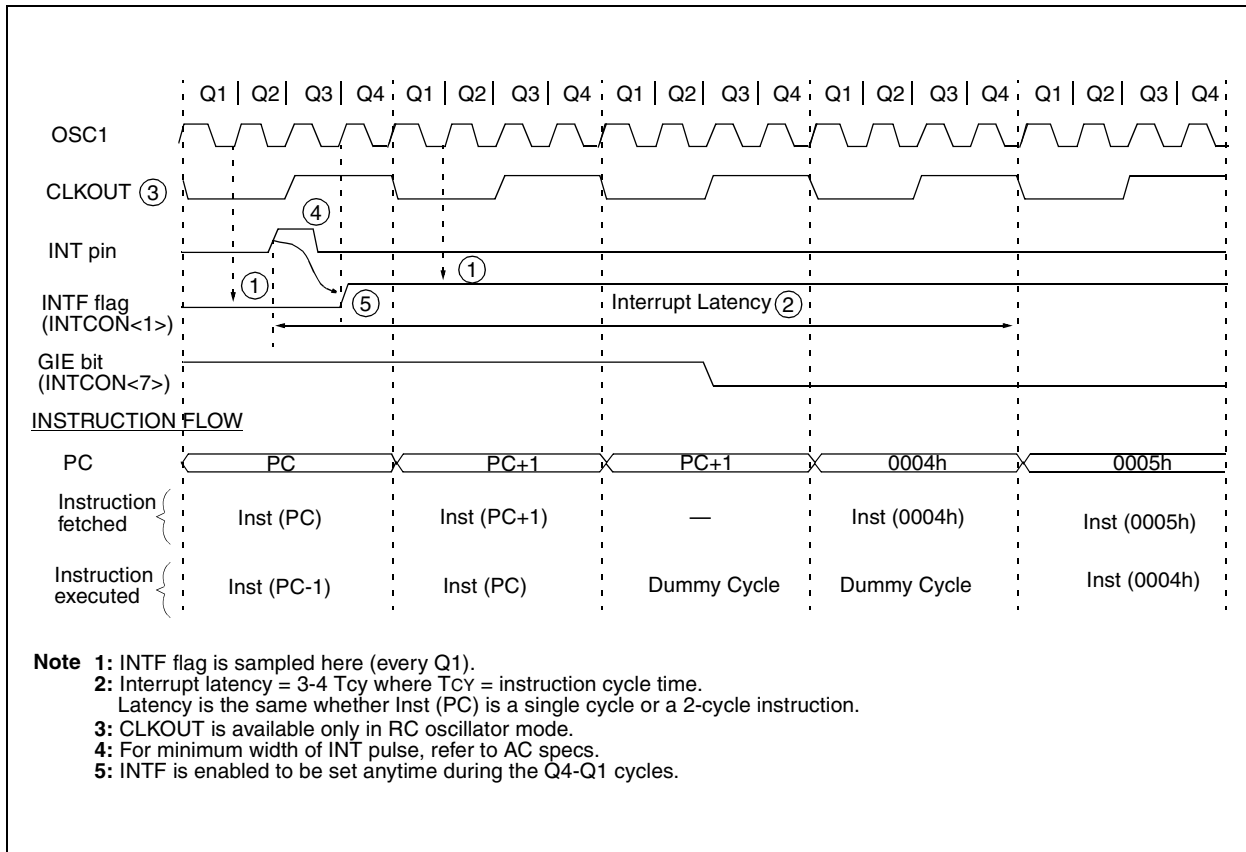 Q1 | Q2 | Q3 | Q4 Q1 | Q2 | Q3 | Q4 Q1 | Q2 | Q3 | Q4 Q1 | Q2 | Q3 | Q4 Q1 | Q2 | Q3 | Q4
OSC1
CLKOUT ③
④
INT pin
① ①
INTF flag
(INTCON<1>)
⑤
Interrupt Latency ②
GIE bit
(INTCON<7>)
INSTRUCTION FLOW
PC PC PC+1 PC+1 0004h 0005h
Instruction
fetched
Inst (PC) Inst (PC+1) — Inst (0004h) Inst (0005h)
Instruction
executed
Inst (PC-1) Inst (PC) Dummy Cycle Dummy Cycle Inst (0004h)
Note 1: INTF flag is sampled here (every Q1).
2: Interrupt latency = 3-4 Tcy where TCY = instruction cycle time.
Latency is the same whether Inst (PC) is a single cycle or a 2-cycle instruction.
3: CLKOUT is available only in RC oscillator mode.
4: For minimum width of INT pulse, refer to AC specs.
5: INTF is enabled to be set anytime during the Q4-Q1 cycles.